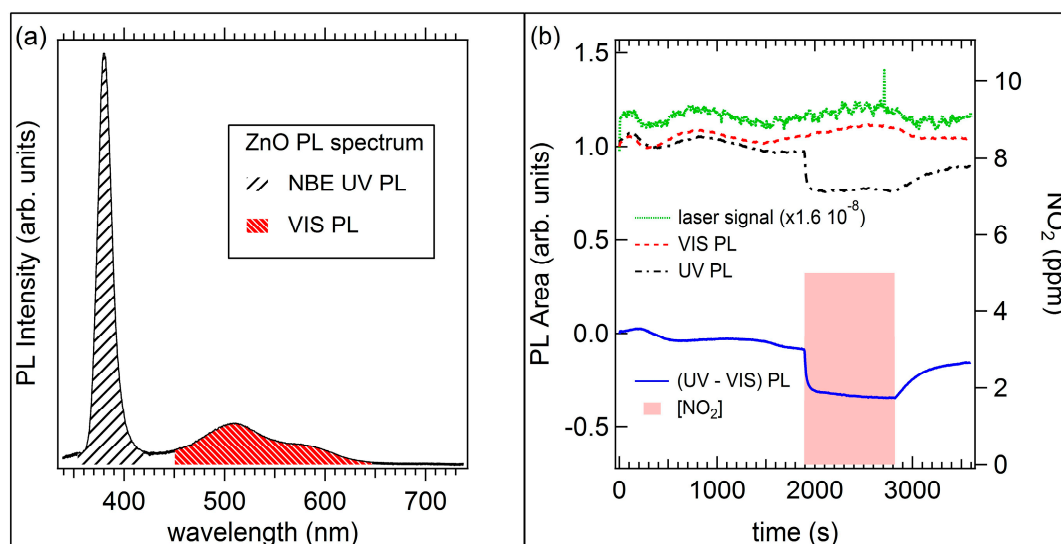 (a)
PL Intensity (arb. units)
ZnO PL spectrum
NBE UV PL
VIS PL
400 500 600 700
wavelength (nm)
(b)
PL Area (arb. units)
1.5
1.0
0.5
0.0
-0.5
laser signal (x1.6 10⁻⁸)
VIS PL
UV PL
(UV - VIS) PL
[NO₂]
0 1000 2000 3000
time (s)
10
8
6
4
2
0
NO₂ (ppm)